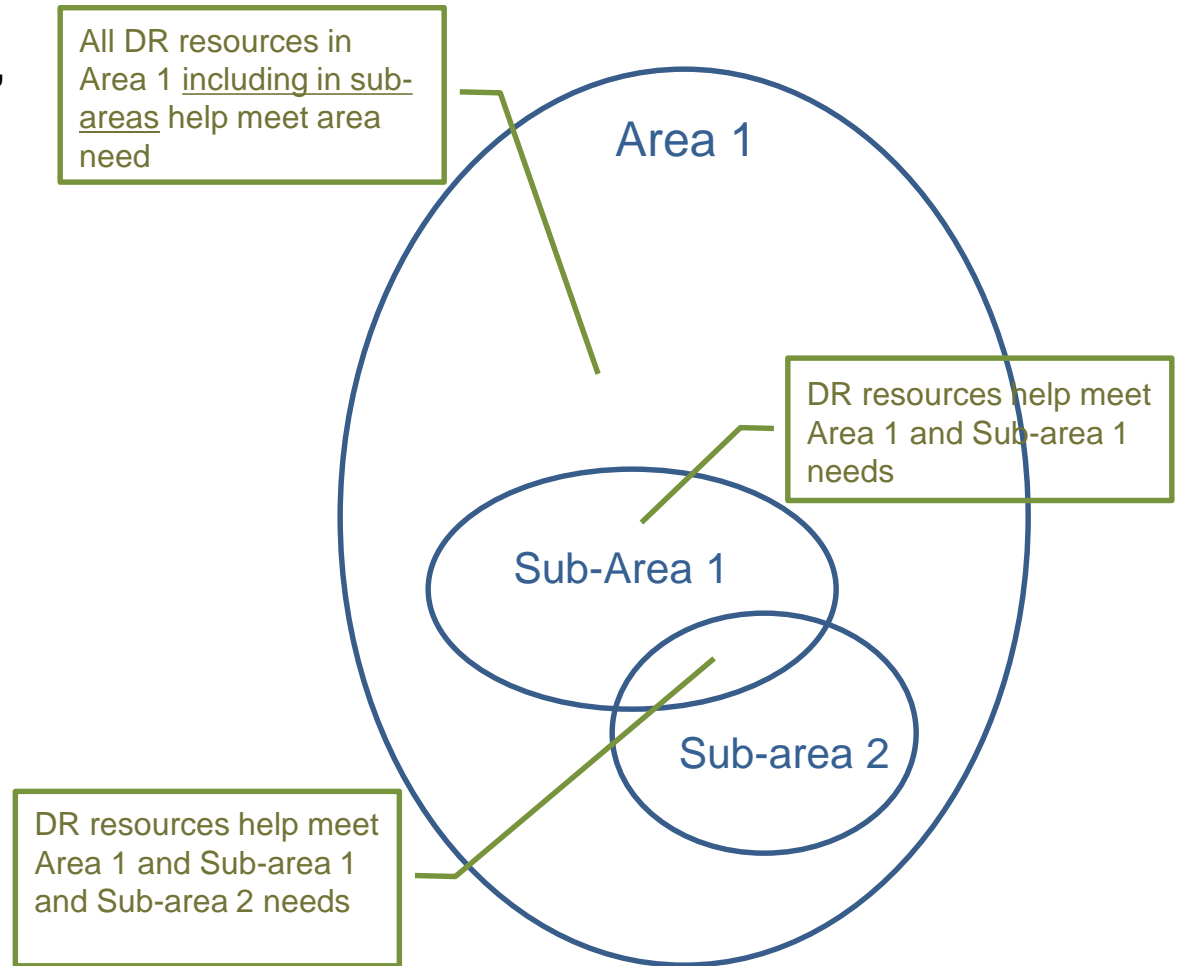 All DR resources in
Area 1 including in sub-
areas help meet area
need
Area 1
DR resources help meet
Area 1 and Sub-area 1
needs
Sub-Area 1
Sub-area 2
DR resources help meet
Area 1 and Sub-area 1
and Sub-area 2 needs